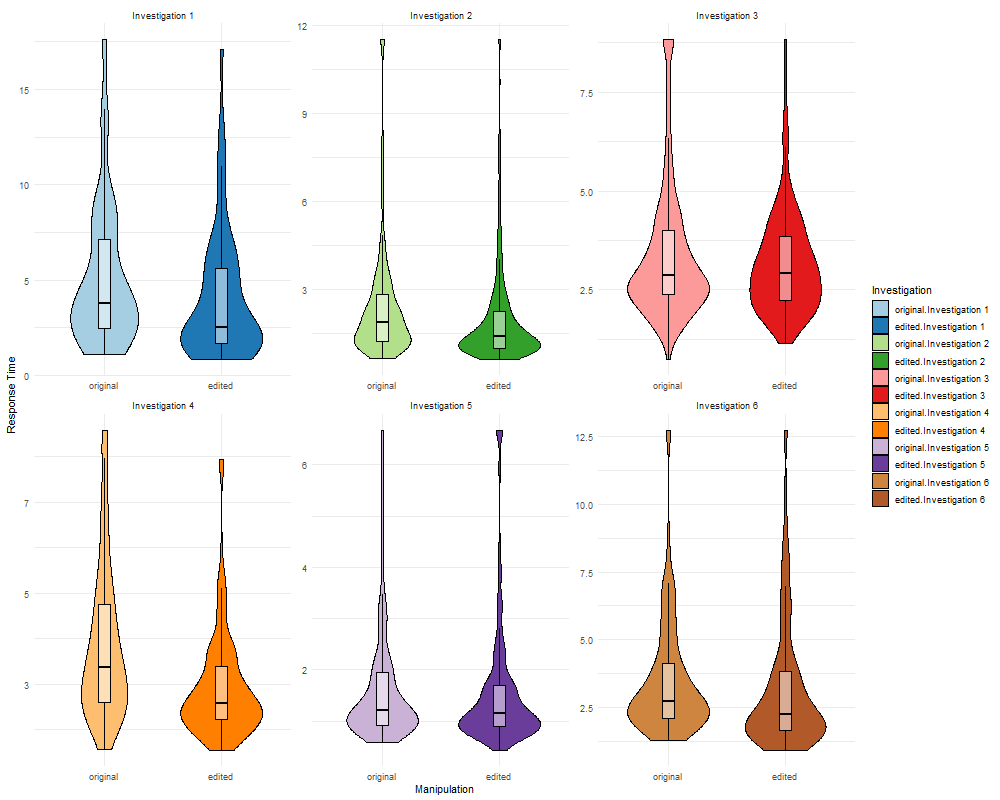 Investigation 1
Investigation 2
Investigation 3
15
10
5
0
original
edited
12
9
6
3
original
edited
7.5
5.0
2.5
original
edited
Response Time
Investigation 4
Investigation 5
Investigation 6
7
5
3
original
edited
6
4
2
original
edited
12.5
10.0
7.5
5.0
2.5
original
edited
Manipulation
Investigation
original.Investigation 1
edited.Investigation 1
original.Investigation 2
edited.Investigation 2
original.Investigation 3
edited.Investigation 3
original.Investigation 4
edited.Investigation 4
original.Investigation 5
edited.Investigation 5
original.Investigation 6
edited.Investigation 6